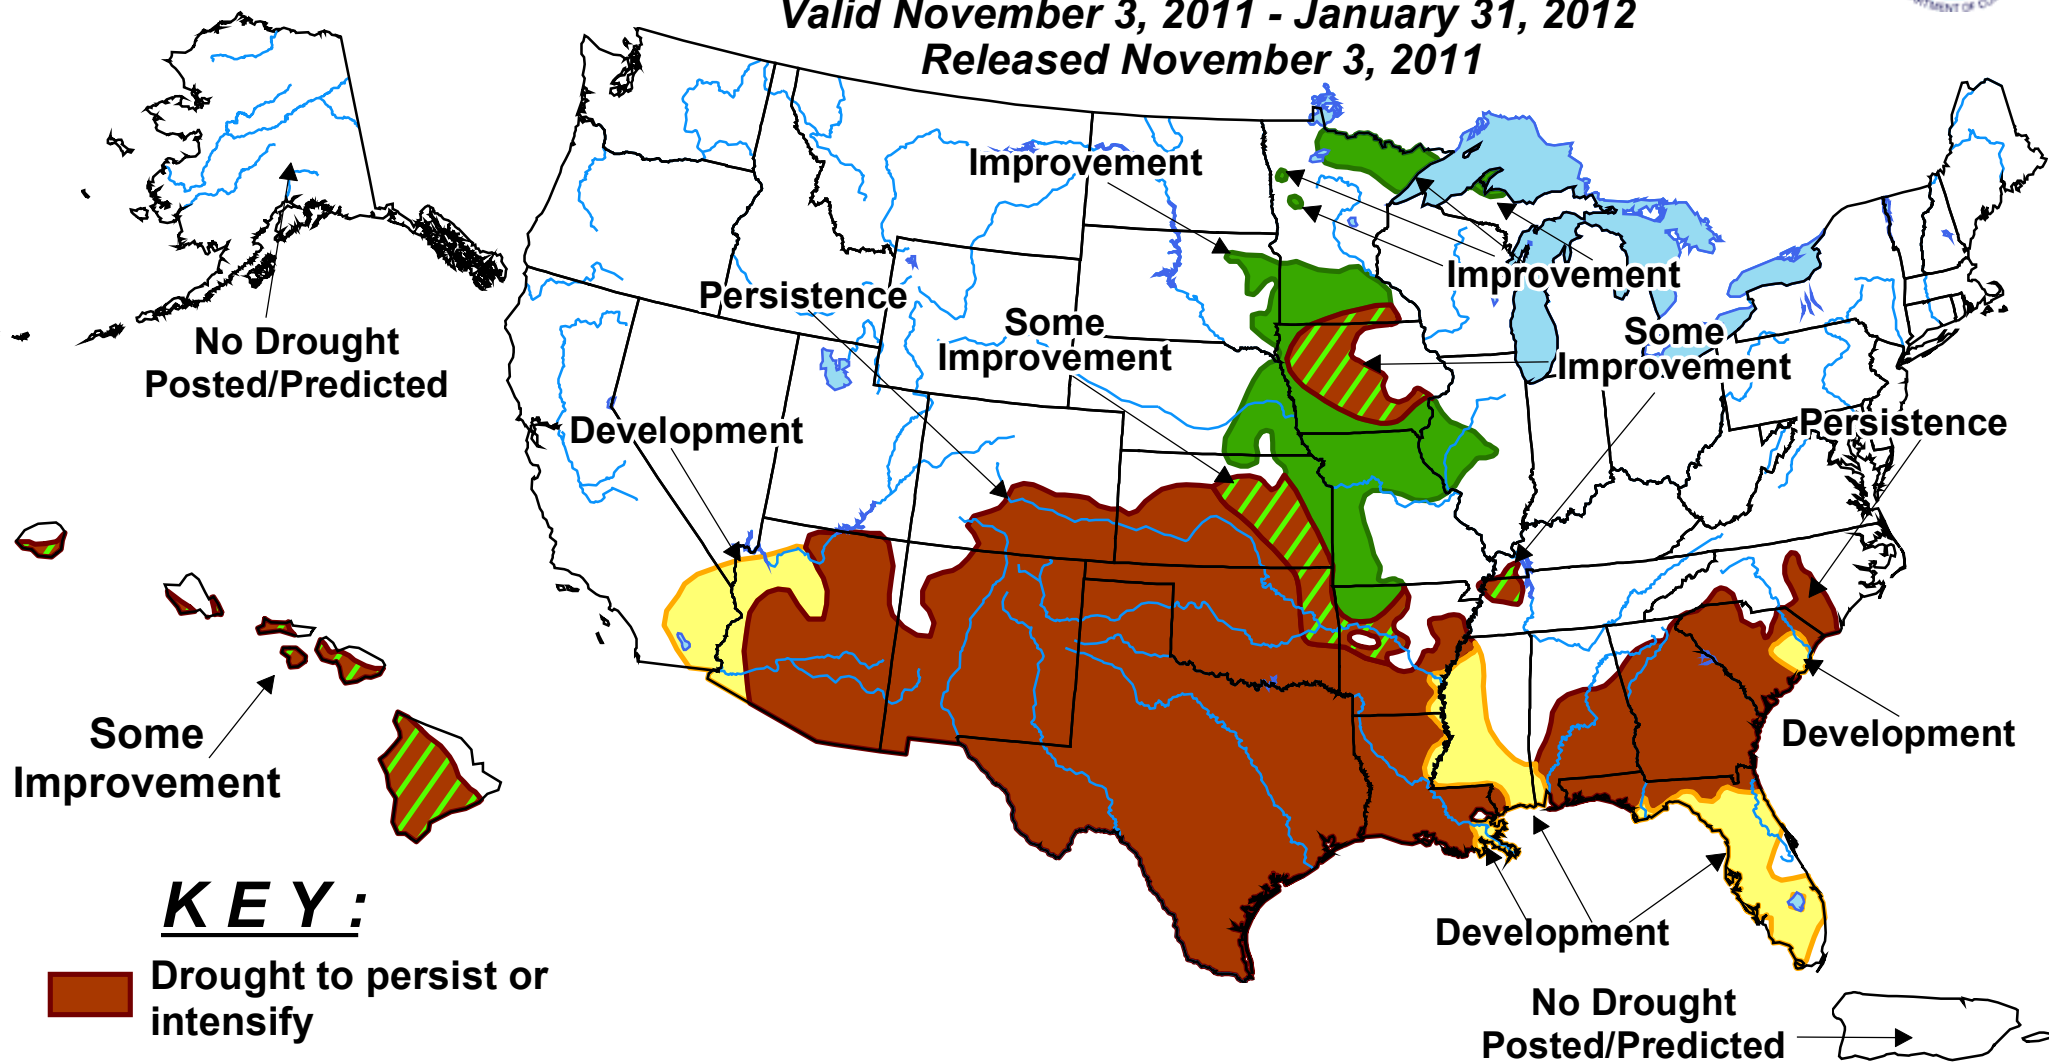 Valid November 3, 2011 - January 31, 2012
Released November 3, 2011
Improvement
Improvement
Persistence
Some
Improvement
Some
Improvement
No Drought
Posted/Predicted
Development
Persistence
Some
Improvement
Development
Development
KEY:
Drought to persist or
intensify
No Drought
Posted/Predicted